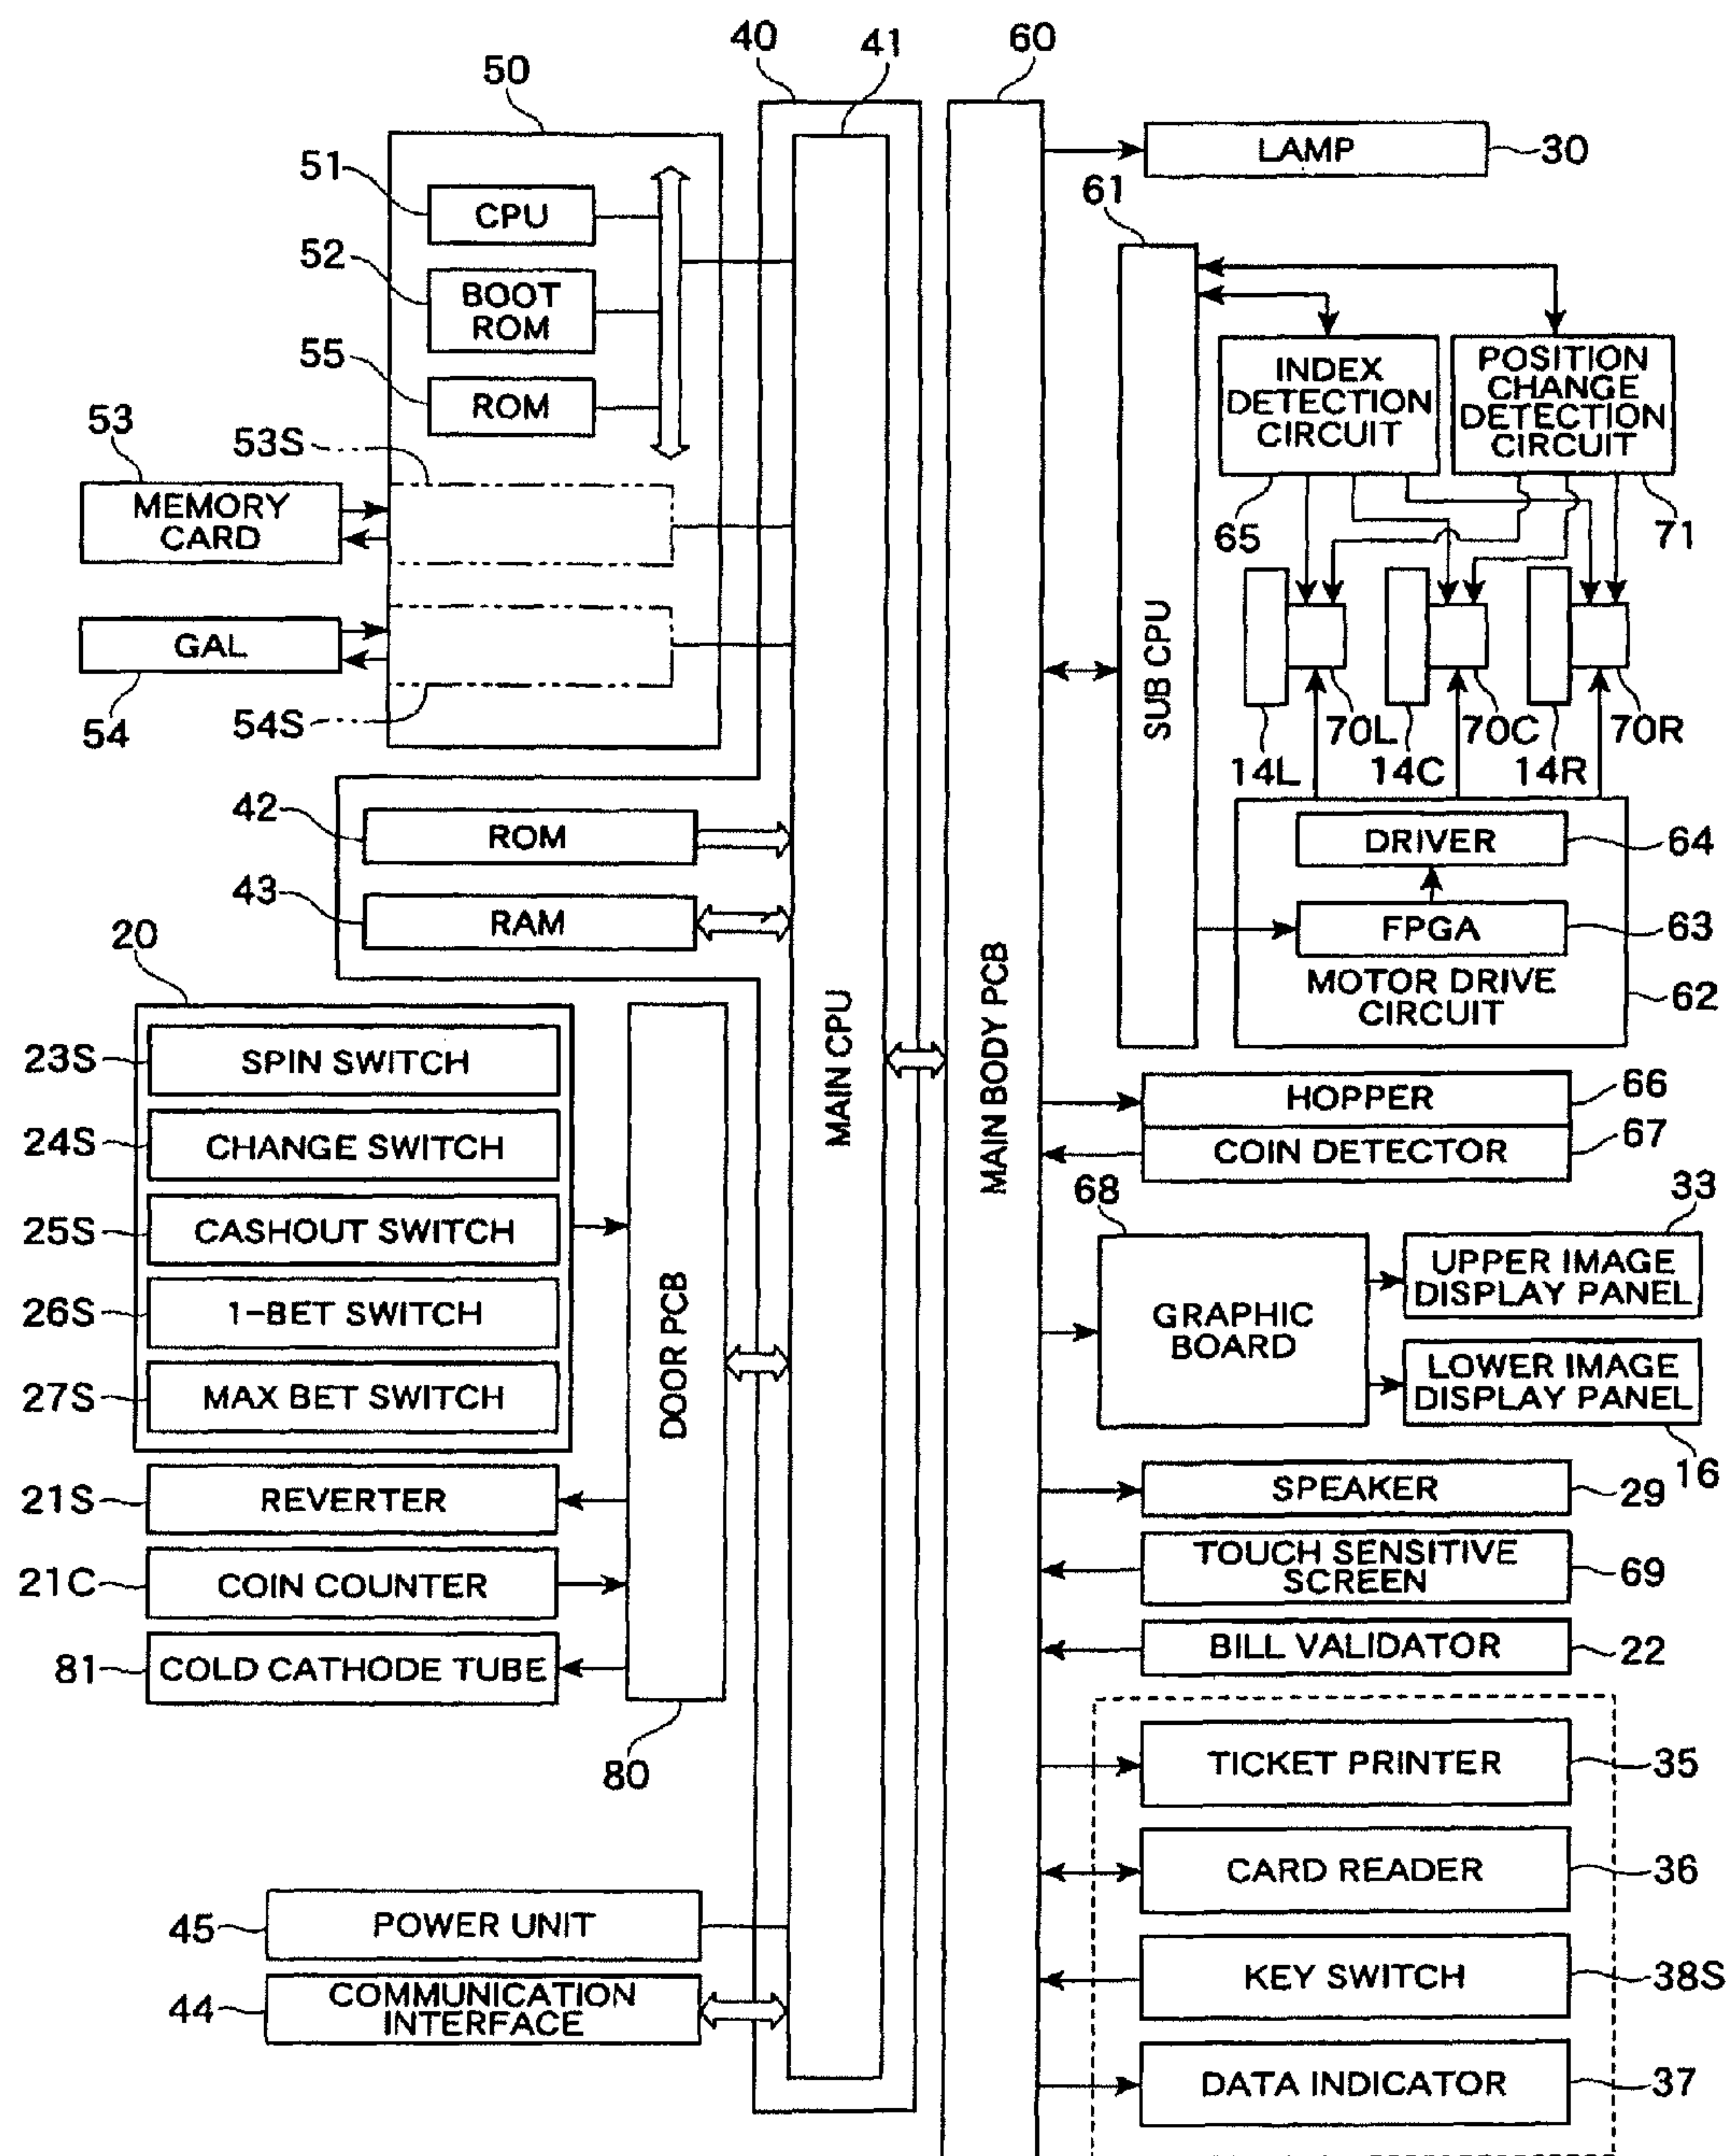 40
41
60
50
LAMP
30
51
CPU
61
52
BOOT
ROM
55
ROM
INDEX
DETECTION
CIRCUIT
POSITION
CHANGE
DETECTION
CIRCUIT
53
53S
MEMORY
CARD
65
71
GAL
54
54S
SUB CPU
70L
70C
70R
14L
14C
14R
42
ROM
DRIVER
64
43
RAM
FPGA
63
MOTOR DRIVE
CIRCUIT
62
20
MAIN CPU
MAIN BODY PCB
23S
SPIN SWITCH
HOPPER
66
24S
CHANGE SWITCH
COIN DETECTOR
67
25S
CASHOUT SWITCH
68
33
UPPER IMAGE
DISPLAY PANEL
26S
1-BET SWITCH
GRAPHIC
BOARD
DOOR PCB
27S
MAX BET SWITCH
LOWER IMAGE
DISPLAY PANEL
16
21S
REVERTER
SPEAKER
29
21C
COIN COUNTER
TOUCH SENSITIVE
SCREEN
69
81
COLD CATHODE TUBE
BILL VALIDATOR
22
80
TICKET PRINTER
35
CARD READER
36
45
POWER UNIT
KEY SWITCH
38S
44
COMMUNICATION
INTERFACE
DATA INDICATOR
37